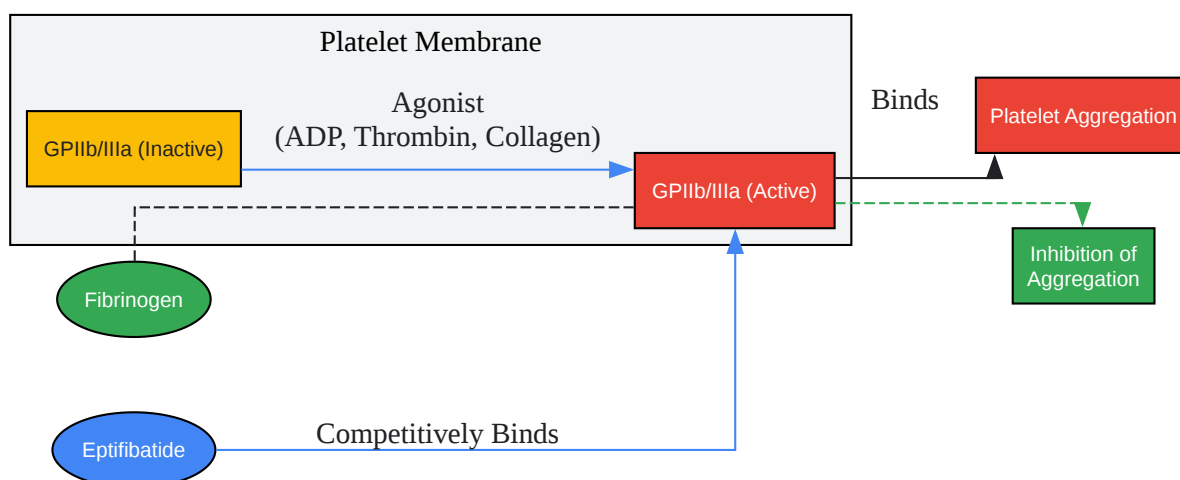 Platelet Membrane
Agonist
(ADP, Thrombin, Collagen)
Binds
Platelet Aggregation
GPIIb/IIIa (Inactive)
GPIIb/IIIa (Active)
Inhibition of
Aggregation
Fibrinogen
Competitively Binds
Eptifibatide